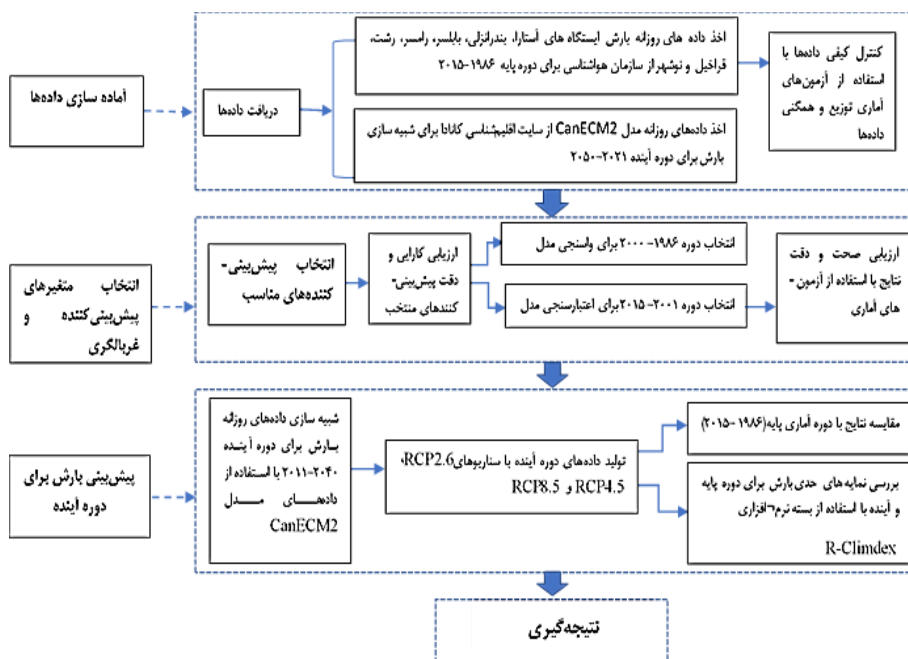 آماده سازی داده‌ها
دریافت داده‌ها
اخذ داده های روزانه بارش ایستگاه های آستارا، بندرانزلی، بابلسر، رامسر، رشت،
قراخیل و نوشهر از سازمان هواشناسی برای دوره پایه ۱۹۸۶-۲۰۱۵
اخذ داده‌های روزانه مدل CanECM2 از سایت اقلیم‌شناسی کانادا برای شبیه سازی
بارش برای دوره آینده ۲۰۲۱-۲۰۵۰
کنترل کیفی داده‌ها با
استفاده از آزمون‌های
آماری توزیع و همگنی
داده‌ها
انتخاب متغیرهای
پیش‌بینی‌کننده و
غربالگری
انتخاب پیش‌بینی-
کننده‌های مناسب
ارزیابی کارایی و
دقت پیش‌بینی-
کنندهای منتخب
انتخاب دوره ۱۹۸۶-۲۰۰۰ برای واسنجی مدل
انتخاب دوره ۲۰۰۱-۲۰۱۵ برای اعتبارسنجی مدل
ارزیابی صحت و دقت
نتایج با استفاده از آزمون-
های آماری
پیش‌بینی بارش برای
دوره آینده
شبیه سازی داده‌های روزانه
بارش برای دوره آینده
۲۰۱۱-۲۰۴۰ با استفاده از
داده‌های مدل
CanECM2
تولید داده‌های دوره آینده با سناریوهای RCP2.6،
RCP4.5 و RCP8.5
مقایسه نتایج با دوره آماری پایه(۱۹۸۶-۲۰۱۵)
بررسی نمایه های حدی بارش برای دوره پایه
و آینده با استفاده از بسته نرم¬افزاری
R-Climdex
نتیجه‌گیری